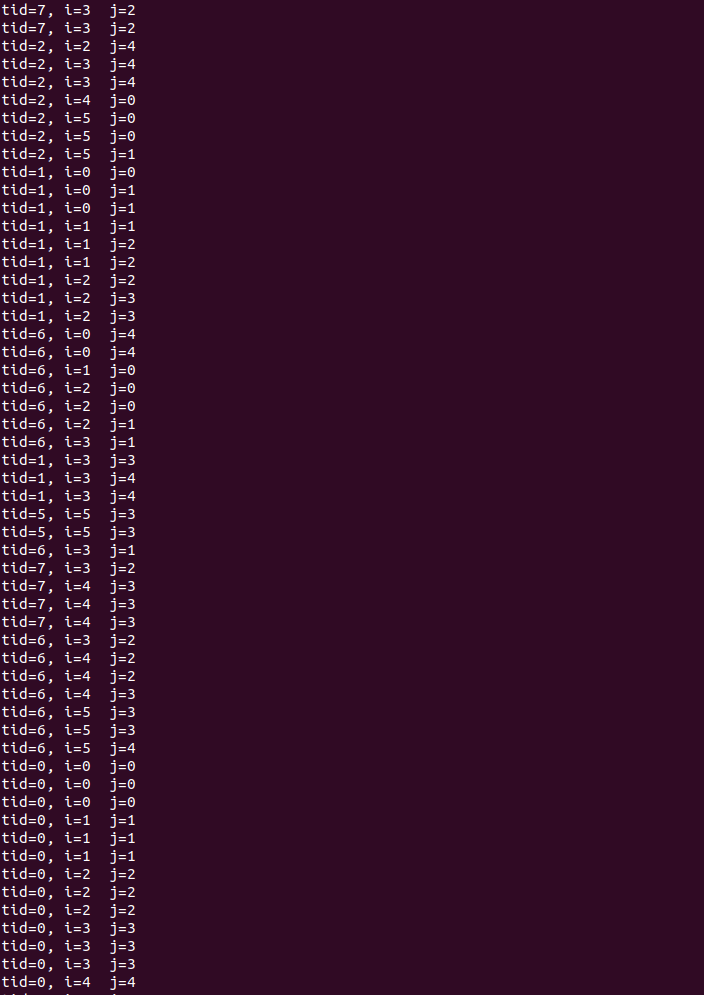 tid=7, i=3  j=2
tid=7, i=3  j=2
tid=2, i=2  j=4
tid=2, i=3  j=4
tid=2, i=3  j=4
tid=2, i=4  j=0
tid=2, i=5  j=0
tid=2, i=5  j=0
tid=2, i=5  j=1
tid=1, i=0  j=0
tid=1, i=0  j=1
tid=1, i=0  j=1
tid=1, i=1  j=1
tid=1, i=1  j=2
tid=1, i=1  j=2
tid=1, i=2  j=2
tid=1, i=2  j=3
tid=1, i=2  j=3
tid=6, i=0  j=4
tid=6, i=0  j=4
tid=6, i=1  j=0
tid=6, i=2  j=0
tid=6, i=2  j=0
tid=6, i=2  j=1
tid=6, i=3  j=1
tid=1, i=3  j=3
tid=1, i=3  j=4
tid=1, i=3  j=4
tid=5, i=5  j=3
tid=5, i=5  j=3
tid=6, i=3  j=1
tid=7, i=3  j=2
tid=7, i=4  j=3
tid=7, i=4  j=3
tid=7, i=4  j=3
tid=6, i=3  j=2
tid=6, i=4  j=2
tid=6, i=4  j=2
tid=6, i=4  j=3
tid=6, i=5  j=3
tid=6, i=5  j=3
tid=6, i=5  j=4
tid=0, i=0  j=0
tid=0, i=0  j=0
tid=0, i=0  j=0
tid=0, i=1  j=1
tid=0, i=1  j=1
tid=0, i=1  j=1
tid=0, i=2  j=2
tid=0, i=2  j=2
tid=0, i=2  j=2
tid=0, i=3  j=3
tid=0, i=3  j=3
tid=0, i=3  j=3
tid=0, i=4  j=4